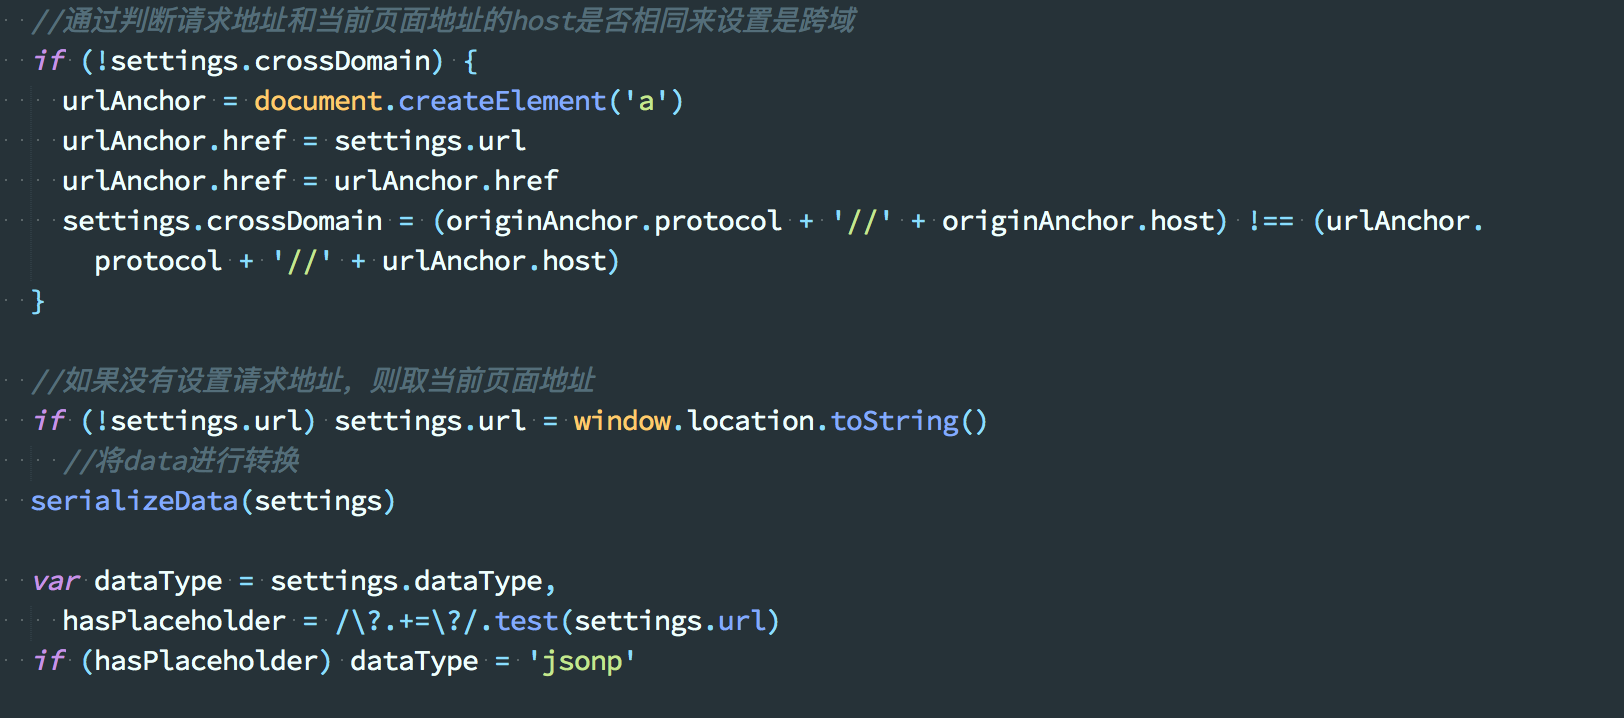 //通过判断请求地址和当前页面地址的host是否相同来设置是跨域
if (!settings.crossDomain) {
urlAnchor = document.createElement('a')
urlAnchor.href = settings.url
urlAnchor.href = urlAnchor.href
settings.crossDomain = (originAnchor.protocol + '//' + originAnchor.host) !== (urlAnchor.
protocol + '//' + urlAnchor.host)
}
//如果没有设置请求地址，则取当前页面地址
if (!settings.url) settings.url = window.location.toString()
//将data进行转换
serializeData(settings)
var dataType = settings.dataType,
hasPlaceholder = /\?.+=\?/.test(settings.url)
if (hasPlaceholder) dataType = 'jsonp'